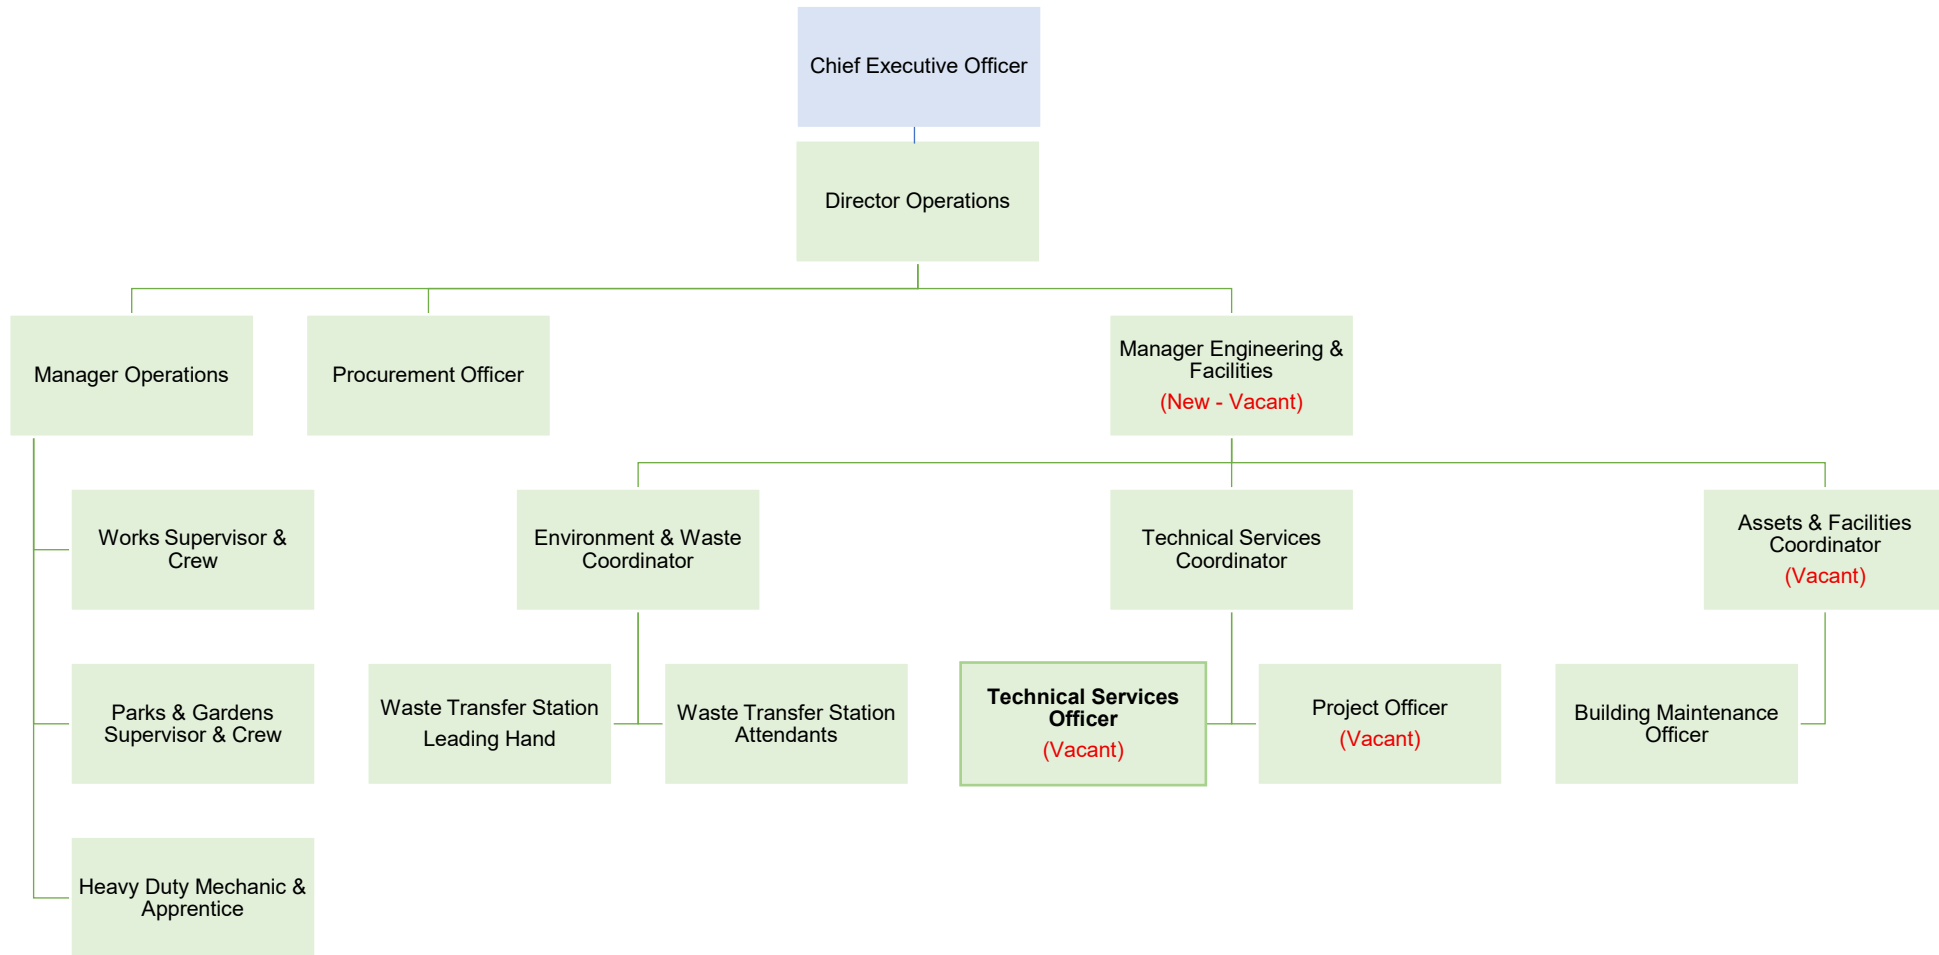 Chief Executive Officer
Director Operations
Manager Operations
Procurement Officer
Manager Engineering &
Facilities
(New - Vacant)
Works Supervisor &
Crew
Environment & Waste
Coordinator
Technical Services
Coordinator
Assets & Facilities
Coordinator
(Vacant)
Parks & Gardens
Supervisor & Crew
Waste Transfer Station
Leading Hand
Waste Transfer Station
Attendants
Technical Services
Officer
(Vacant)
Project Officer
(Vacant)
Building Maintenance
Officer
Heavy Duty Mechanic &
Apprentice